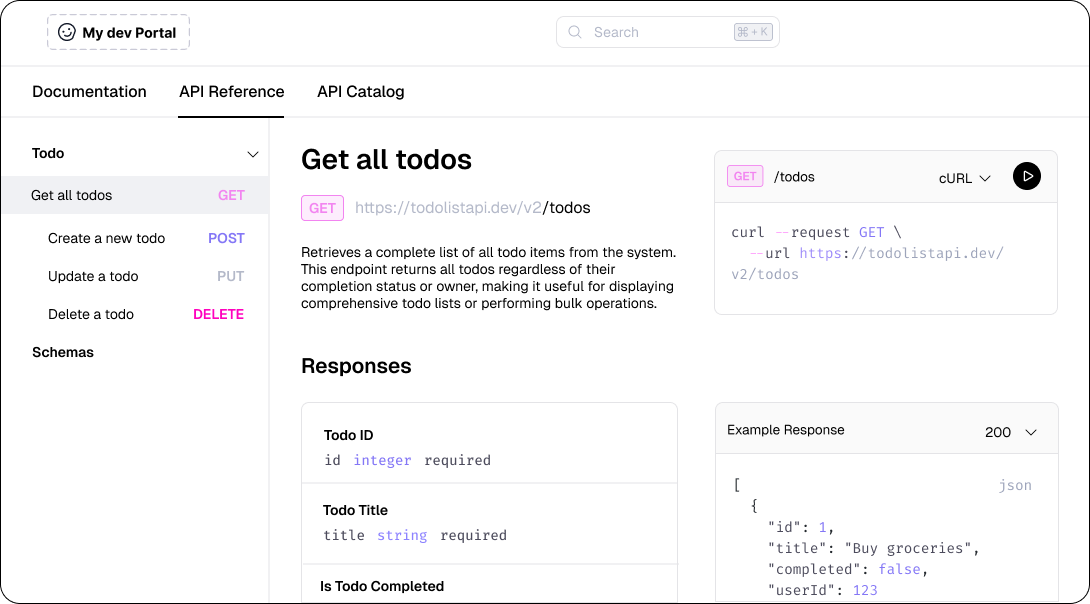 My dev Portal
Search
⌘ + K
Documentation
API Reference
API Catalog
Todo
Get all todos GET
Create a new todo POST
Update a todo PUT
Delete a todo DELETE
Schemas
Get all todos
GET https://todolistapi.dev/v2/todos
Retrieves a complete list of all todo items from the system.
This endpoint returns all todos regardless of their
completion status or owner, making it useful for displaying
comprehensive todo lists or performing bulk operations.
GET /todos cURL
curl --request GET \
--url https://todolistapi.dev/
v2/todos
Responses
Todo ID
id integer required
Todo Title
title string required
Is Todo Completed
Example Response 200
[ json
{
"id": 1,
"title": "Buy groceries",
"completed": false,
"userId": 123